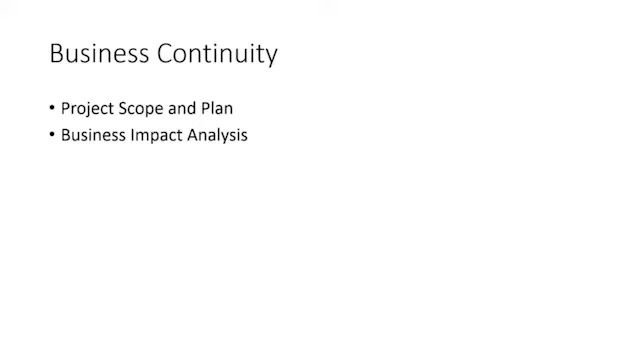 Business Continuity
• Project Scope and Plan
• Business Impact Analysis